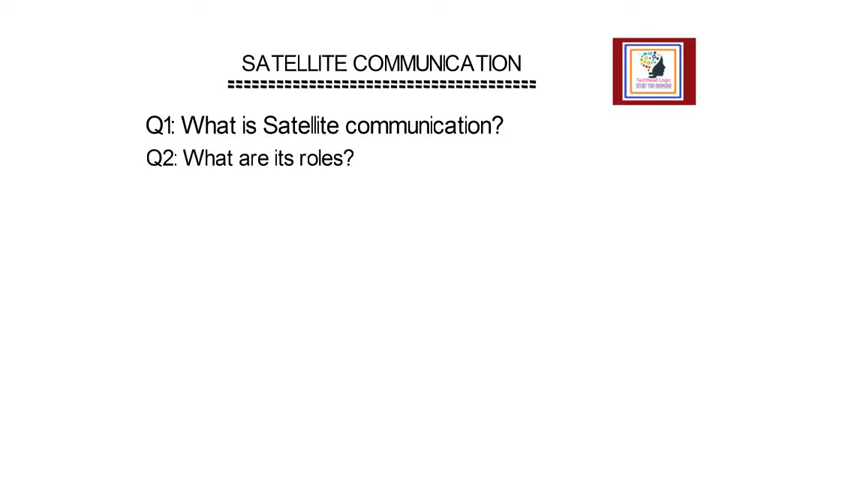 SATELLITE COMMUNICATION
Q1: What is Satellite communication?
Q2: What are its roles?